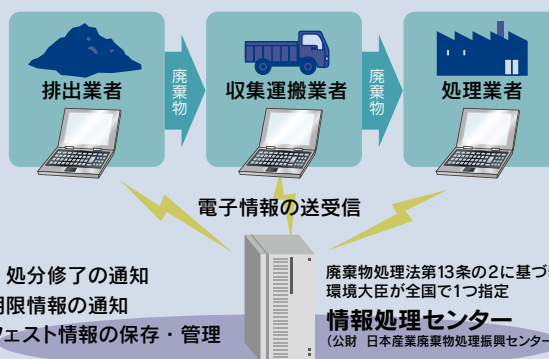 排出業者
廃棄物
収集運搬業者
廃棄物
処理業者
電子情報の送受信
処分修了の通知
期限情報の通知
フェスト情報の保存・管理
廃棄物処理法第13条の2に基づき
環境大臣が全国で1つ指定
情報処理センター
(公財 日本産業廃棄物処理振興センター